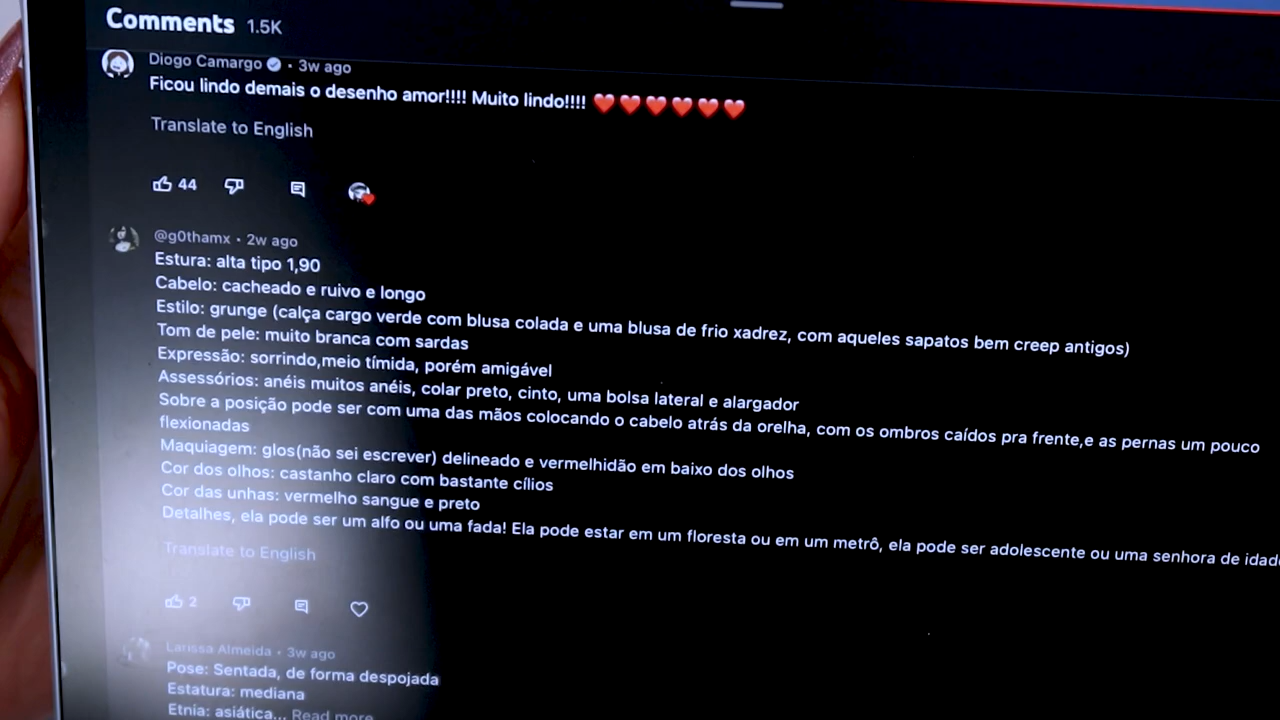 Comments 1.5K
Diogo Camargo • 3w ago
Ficou lindo demais o desenho amor!!!! Muito lindo!!!! ❤️❤️❤️❤️❤️❤️
Translate to English
44
@g0thamx • 2w ago
Estura: alta tipo 1,90
Cabelo: cacheado e ruivo e longo
Estilo: grunge (calça cargo verde com blusa colada e uma blusa de frio xadrez, com aqueles sapatos bem creep antigos)
Tom de pele: muito branca com sardas
Expressão: sorrindo,meio tímida, porém amigável
Assessórios: anéis muitos anéis, colar preto, cinto, uma bolsa lateral e alargador
Sobre a posição pode ser com uma das mãos colocando o cabelo atrás da orelha, com os ombros caídos pra frente,e as pernas um pouco
flexionadas
Maquiagem: glos(não sei escrever) delineado e vermelhidão em baixo dos olhos
Cor dos olhos: castanho claro com bastante cílios
Cor das unhas: vermelho sangue e preto
Detalhes, ela pode ser um alfo ou uma fada! Ela pode estar em um floresta ou em um metrô, ela pode ser adolescente ou uma senhora de idad
Translate to English
2
Larissa Almeida • 3w ago
Pose: Sentada, de forma despojada
Estatura: mediana
Etnia: asiática... Read more